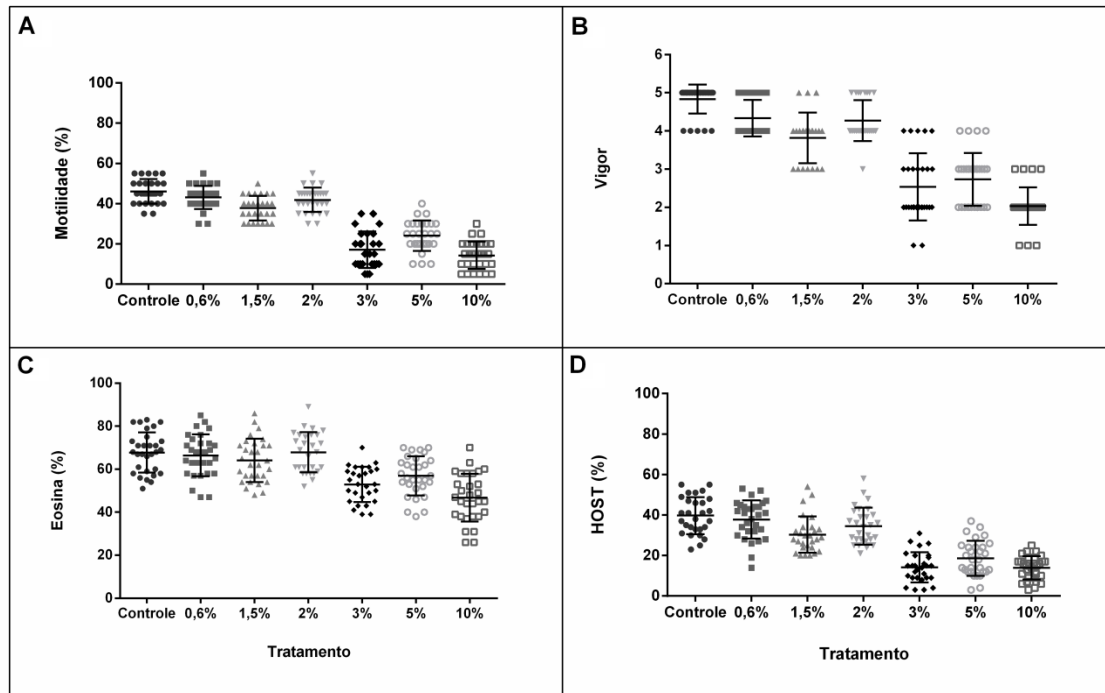 A
Motilidade (%)
100
80
60
40
20
0
Controle 0,6% 1,5% 2% 3% 5% 10%
B
Vigor
6
5
4
3
2
1
Controle 0,6% 1,5% 2% 3% 5% 10%
C
Eosina (%)
100
80
60
40
20
0
Controle 0,6% 1,5% 2% 3% 5% 10%
Tratamento
D
HOST (%)
100
80
60
40
20
0
Controle 0,6% 1,5% 2% 3% 5% 10%
Tratamento